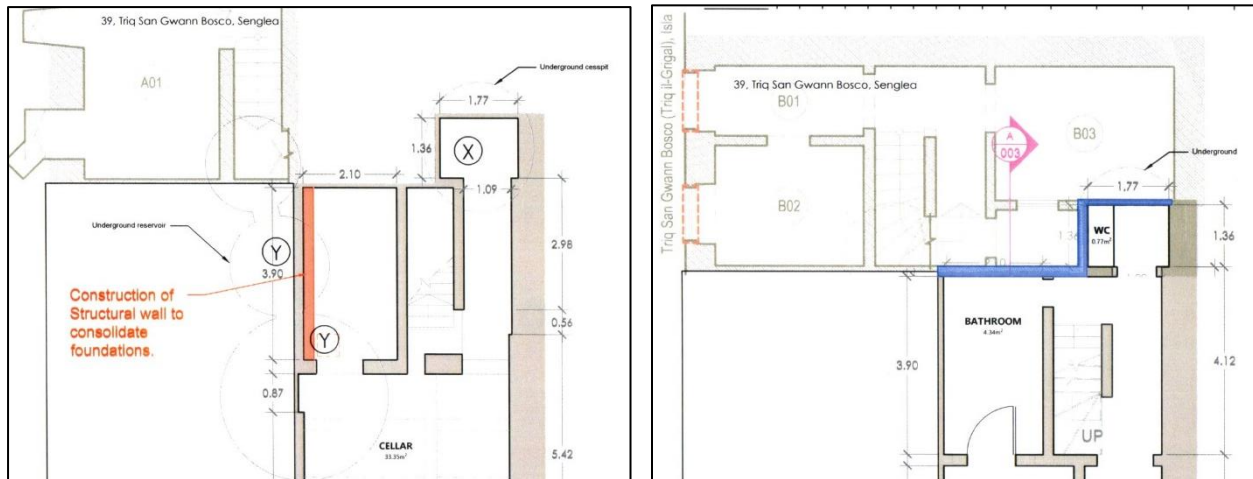 39, Triq San Gwann Bosco, Senglea
A01
Underground cesspit
1.77
1.36
X
2.10
1.09
Underground reservoir
Y
3.90
2.98
Construction of
Structural wall to
consolidate
foundations.
Y
0.56
0.87
CELLAR
33.35m²
5.42
Triq San Gwann Bosco (Triq il-Grigal), Isla
39, Triq San Gwann Bosco, Senglea
B01
A
003
B03
Underground
1.77
B02
WC
0.77m²
1.36
1.36
BATHROOM
4.34m²
3.90
4.12
UP